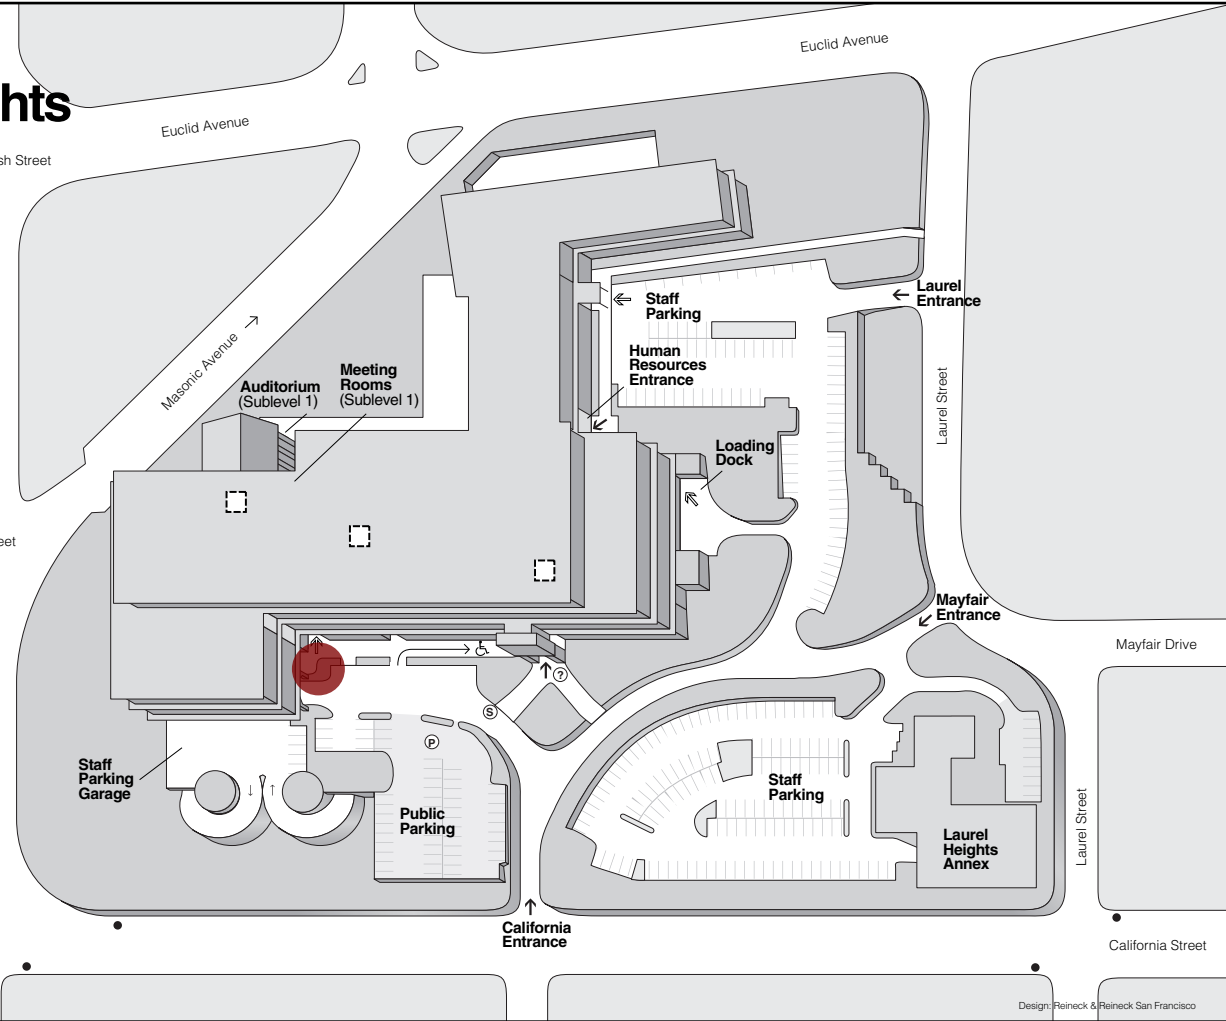 Euclid Avenue
hts
Euclid Avenue
sh Street
Laurel
Entrance
Staff
Parking
Masonic Avenue
Human
Resources
Entrance
Meeting
Rooms
(Sublevel 1)
Auditorium
(Sublevel 1)
Laurel Street
Loading
Dock
eet
Mayfair
Entrance
Mayfair Drive
?
S
P
Staff
Parking
Garage
Staff
Parking
Public
Parking
Laurel
Heights
Annex
Laurel Street
California
Entrance
California Street
Design: Reineck & Reineck San Francisco